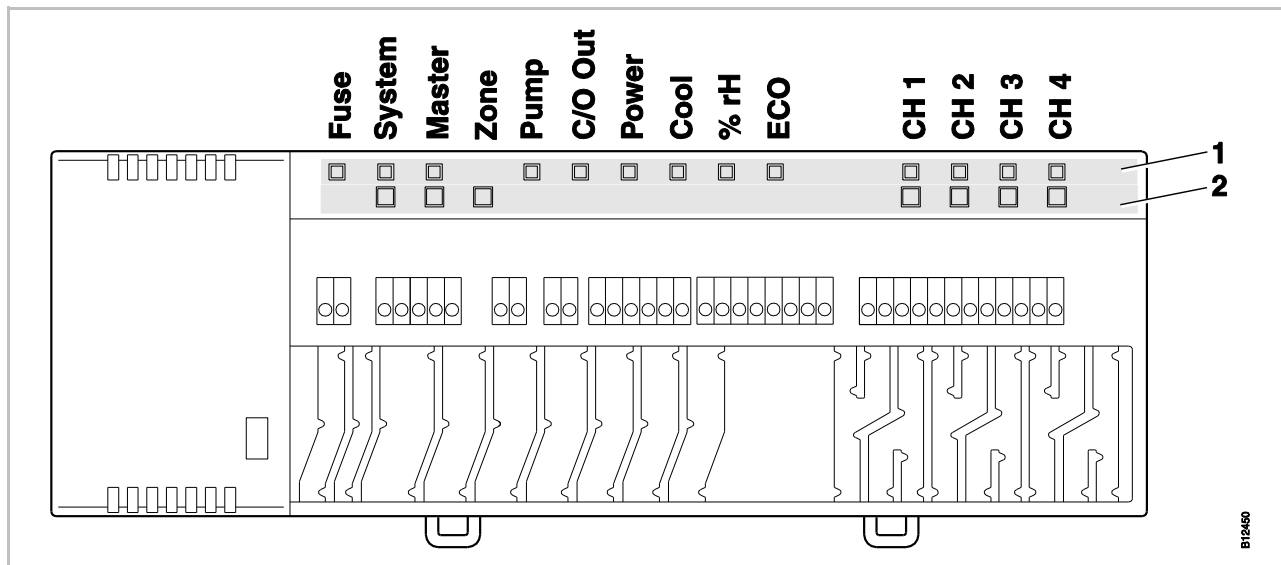 Fuse
System
Master
Zone
Pump
C/O Out
Power
Cool
% rH
ECO
CH 1
CH 2
CH 3
CH 4
1
2
B12450